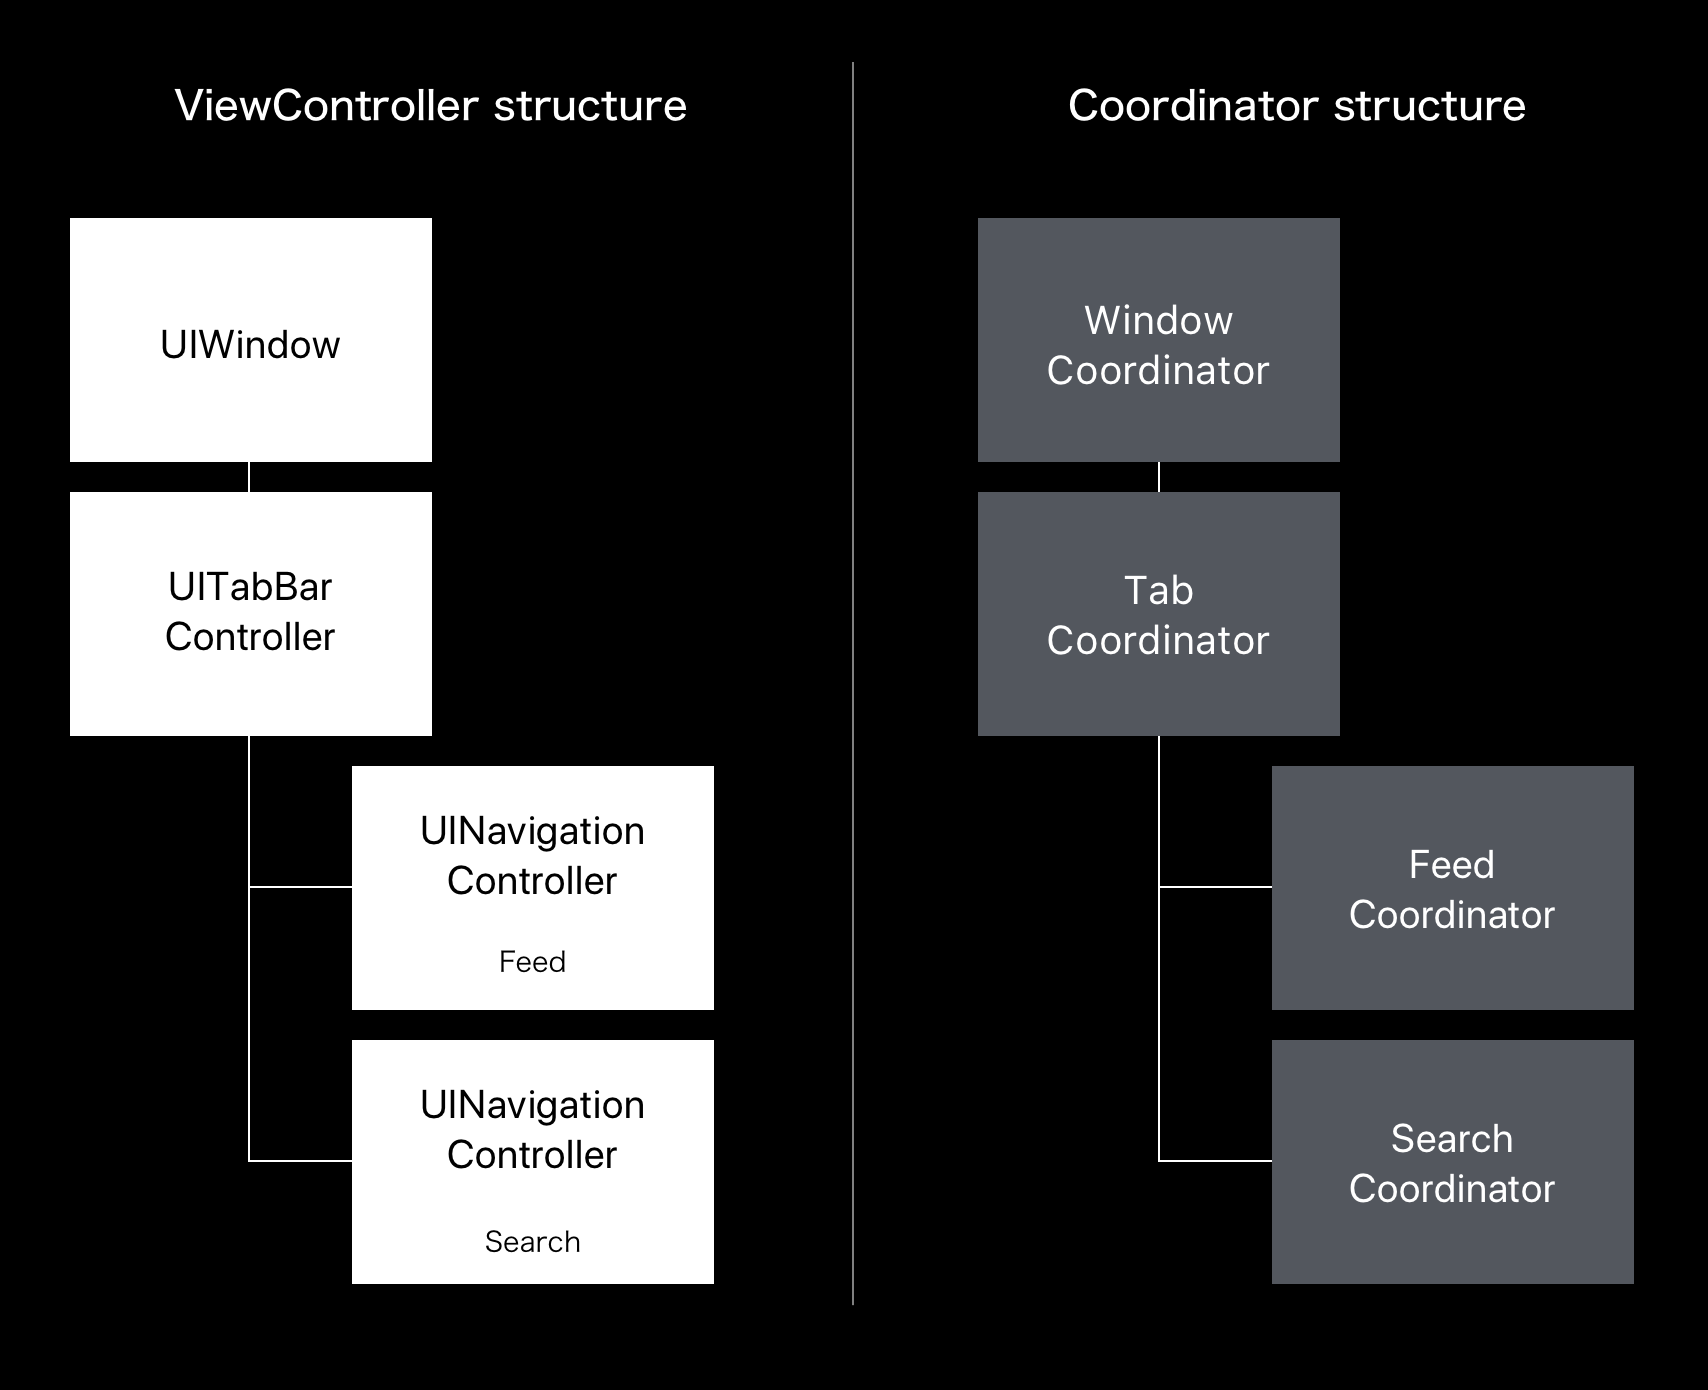 ViewController structure
UIWindow
UITabBar
Controller
UINavigation
Controller
Feed
UINavigation
Controller
Search
Coordinator structure
Window
Coordinator
Tab
Coordinator
Feed
Coordinator
Search
Coordinator